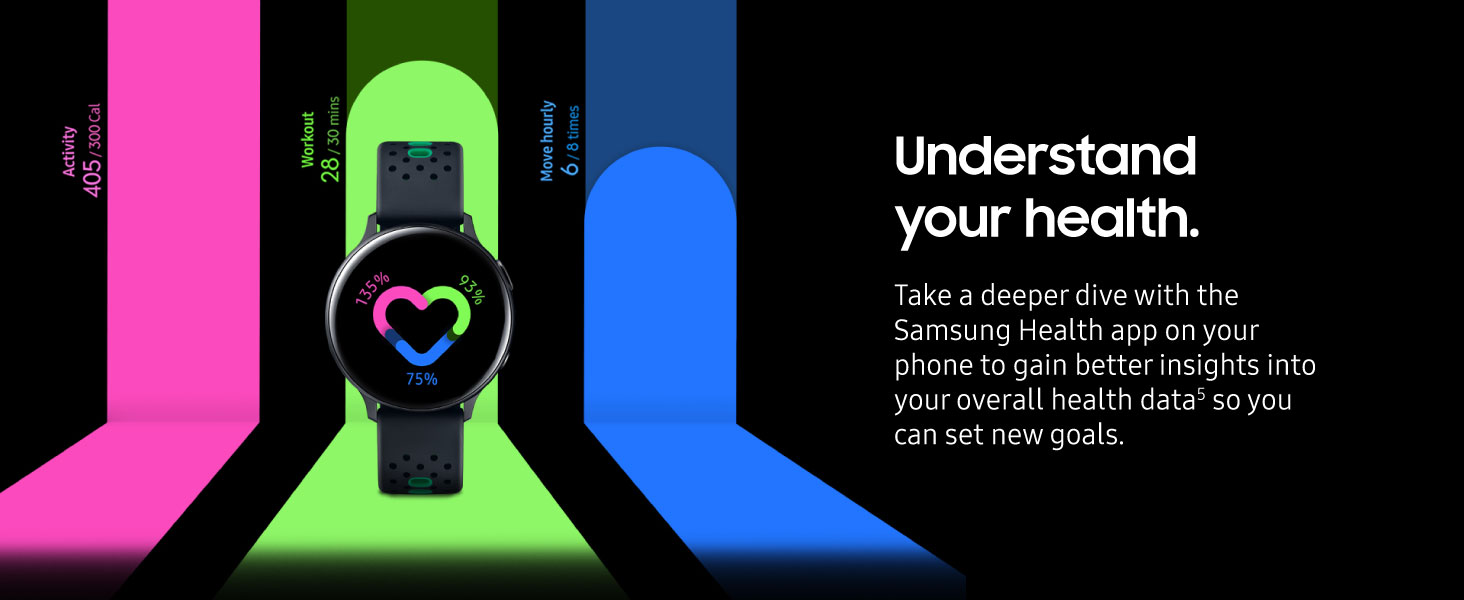 Activity
405 / 300 Cal
Workout
28 / 30 mins
Move hourly
6 / 8 times
135%
93%
75%
Understand
your health.
Take a deeper dive with the
Samsung Health app on your
phone to gain better insights into
your overall health data⁵ so you
can set new goals.